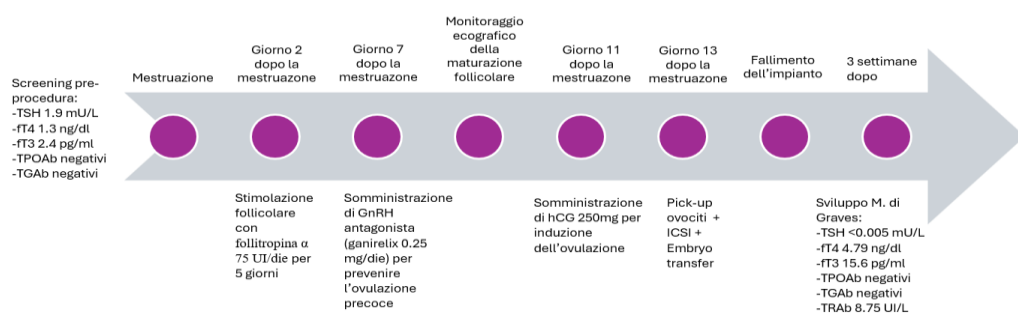 Screening pre-
procedura:
-TSH 1.9 mU/L
-fT4 1.3 ng/dl
-fT3 2.4 pg/ml
-TPOAb negativi
-TGAb negativi
Mestruazione
Giorno 2
dopo la
mestruazone
Giorno 7
dopo la
mestruazone
Monitoraggio
ecografico
della
maturazione
follicolare
Giorno 11
dopo la
mestruazone
Giorno 13
dopo la
mestruazone
Fallimento
dell’impianto
3 settimane
dopo
Stimolazione
follicolare
con
follitropina α
75 UI/die per
5 giorni
Somministrazione
di GnRH
antagonista
(ganirelix 0.25
mg/die) per
prevenire
l’ovulazione
precoce
Somministrazione
di hCG 250mg per
induzione
dell’ovulazione
Pick-up
ovociti +
ICSI +
Embryo
transfer
Sviluppo M. di
Graves:
-TSH <0.005 mU/L
-fT4 4.79 ng/dl
-fT3 15.6 pg/ml
-TPOAb negativi
-TGAb negativi
-TRAb 8.75 UI/L